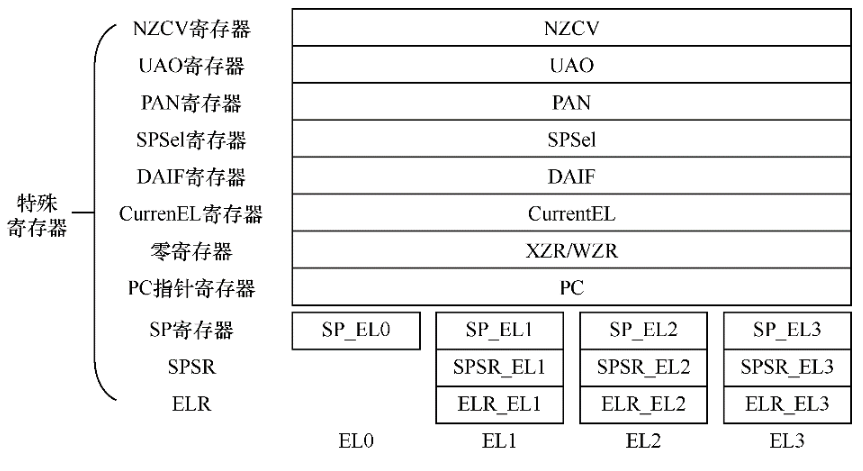 NZCV寄存器 NZCV
UAO寄存器 UAO
PAN寄存器 PAN
SPSel寄存器 SPSel
DAIF寄存器 DAIF
特殊
寄存器
CurrenEL寄存器 CurrentEL
零寄存器 XZR/WZR
PC指针寄存器 PC
SP寄存器 SP_EL0 SP_EL1 SP_EL2 SP_EL3
SPSR SPSR_EL1 SPSR_EL2 SPSR_EL3
ELR ELR_EL1 ELR_EL2 ELR_EL3
EL0 EL1 EL2 EL3